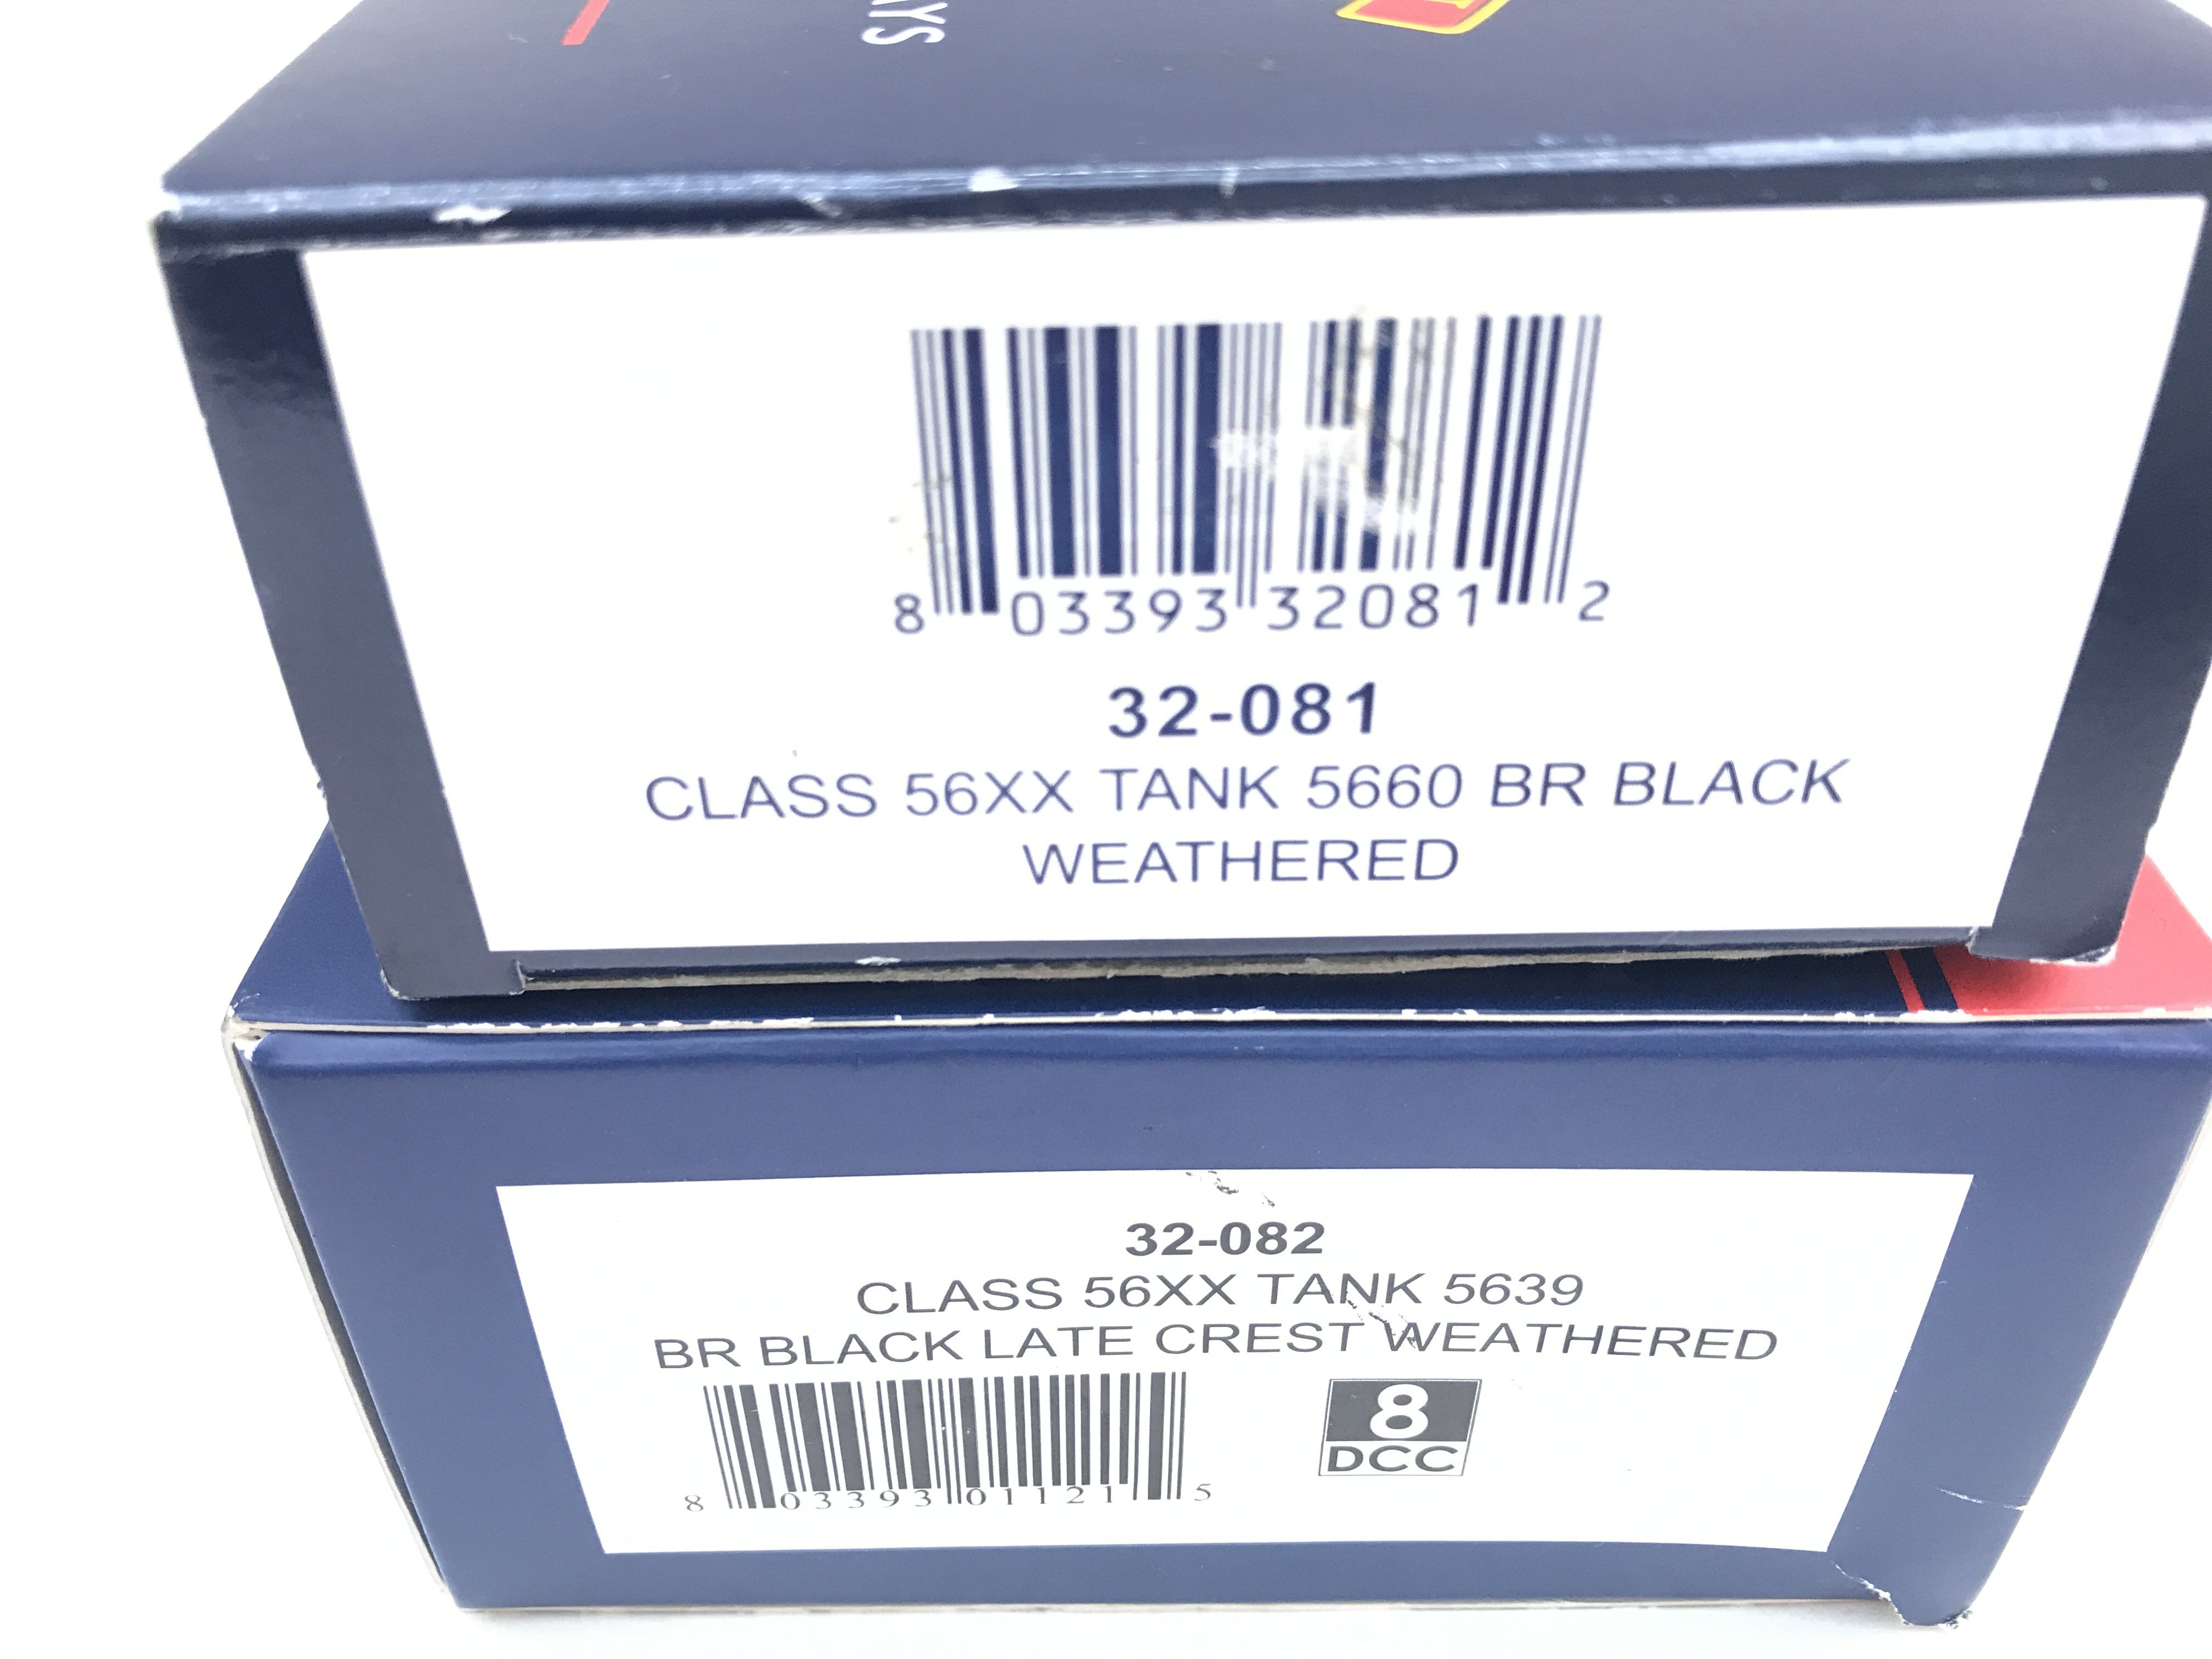 AYS
8 03393 32081 2
32-081
CLASS 56XX TANK 5660 BR BLACK
WEATHERED
32-082
CLASS 56XX TANK 5639
BR BLACK LATE CREST WEATHERED
8 03393 01121 5
8
DCC